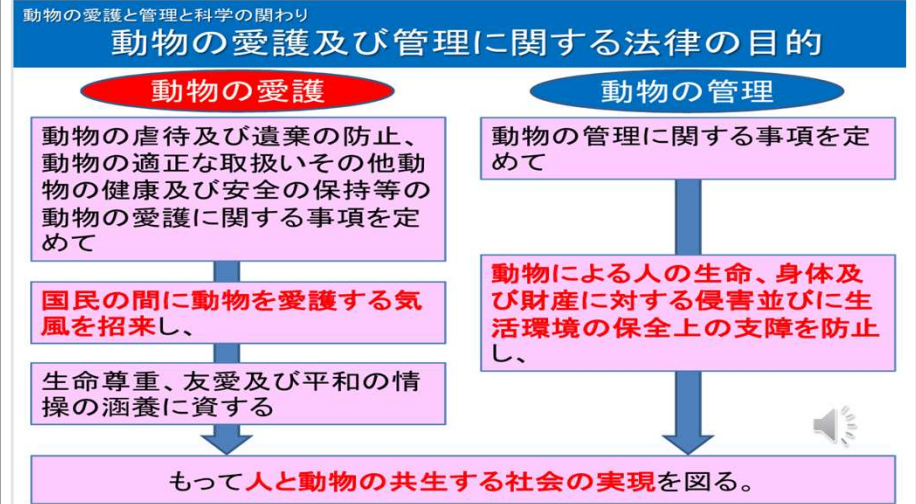 動物の愛護と管理と科学の関わり
動物の愛護及び管理に関する法律の目的
動物の愛護
動物の虐待及び遺棄の防止、
動物の適正な取扱いその他動
物の健康及び安全の保持等の
動物の愛護に関する事項を定
めて
国民の間に動物を愛護する気
風を招来し、
生命尊重、友愛及び平和の情
操の涵養に資する
動物の管理
動物の管理に関する事項を定
めて
動物による人の生命、身体及
び財産に対する侵害並びに生
活環境の保全上の支障を防止
し、
もって人と動物の共生する社会の実現を図る。